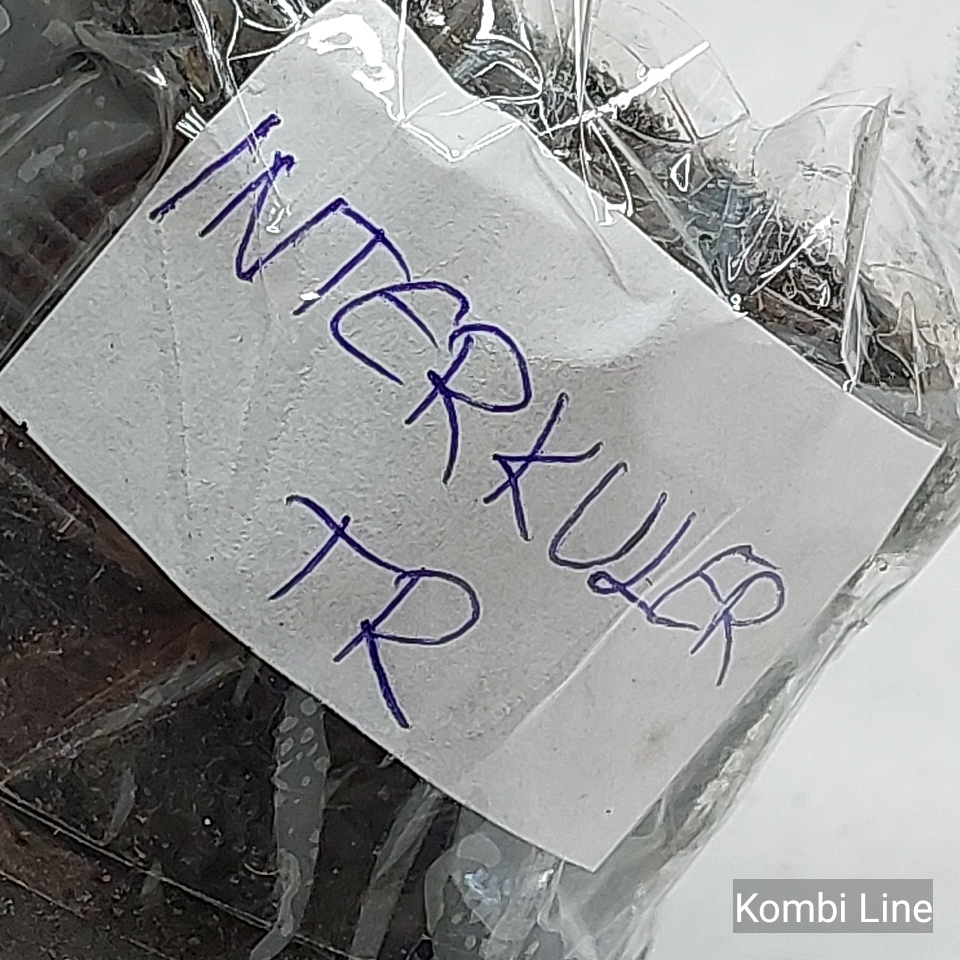 INTERKULER
TR
Kombi Line